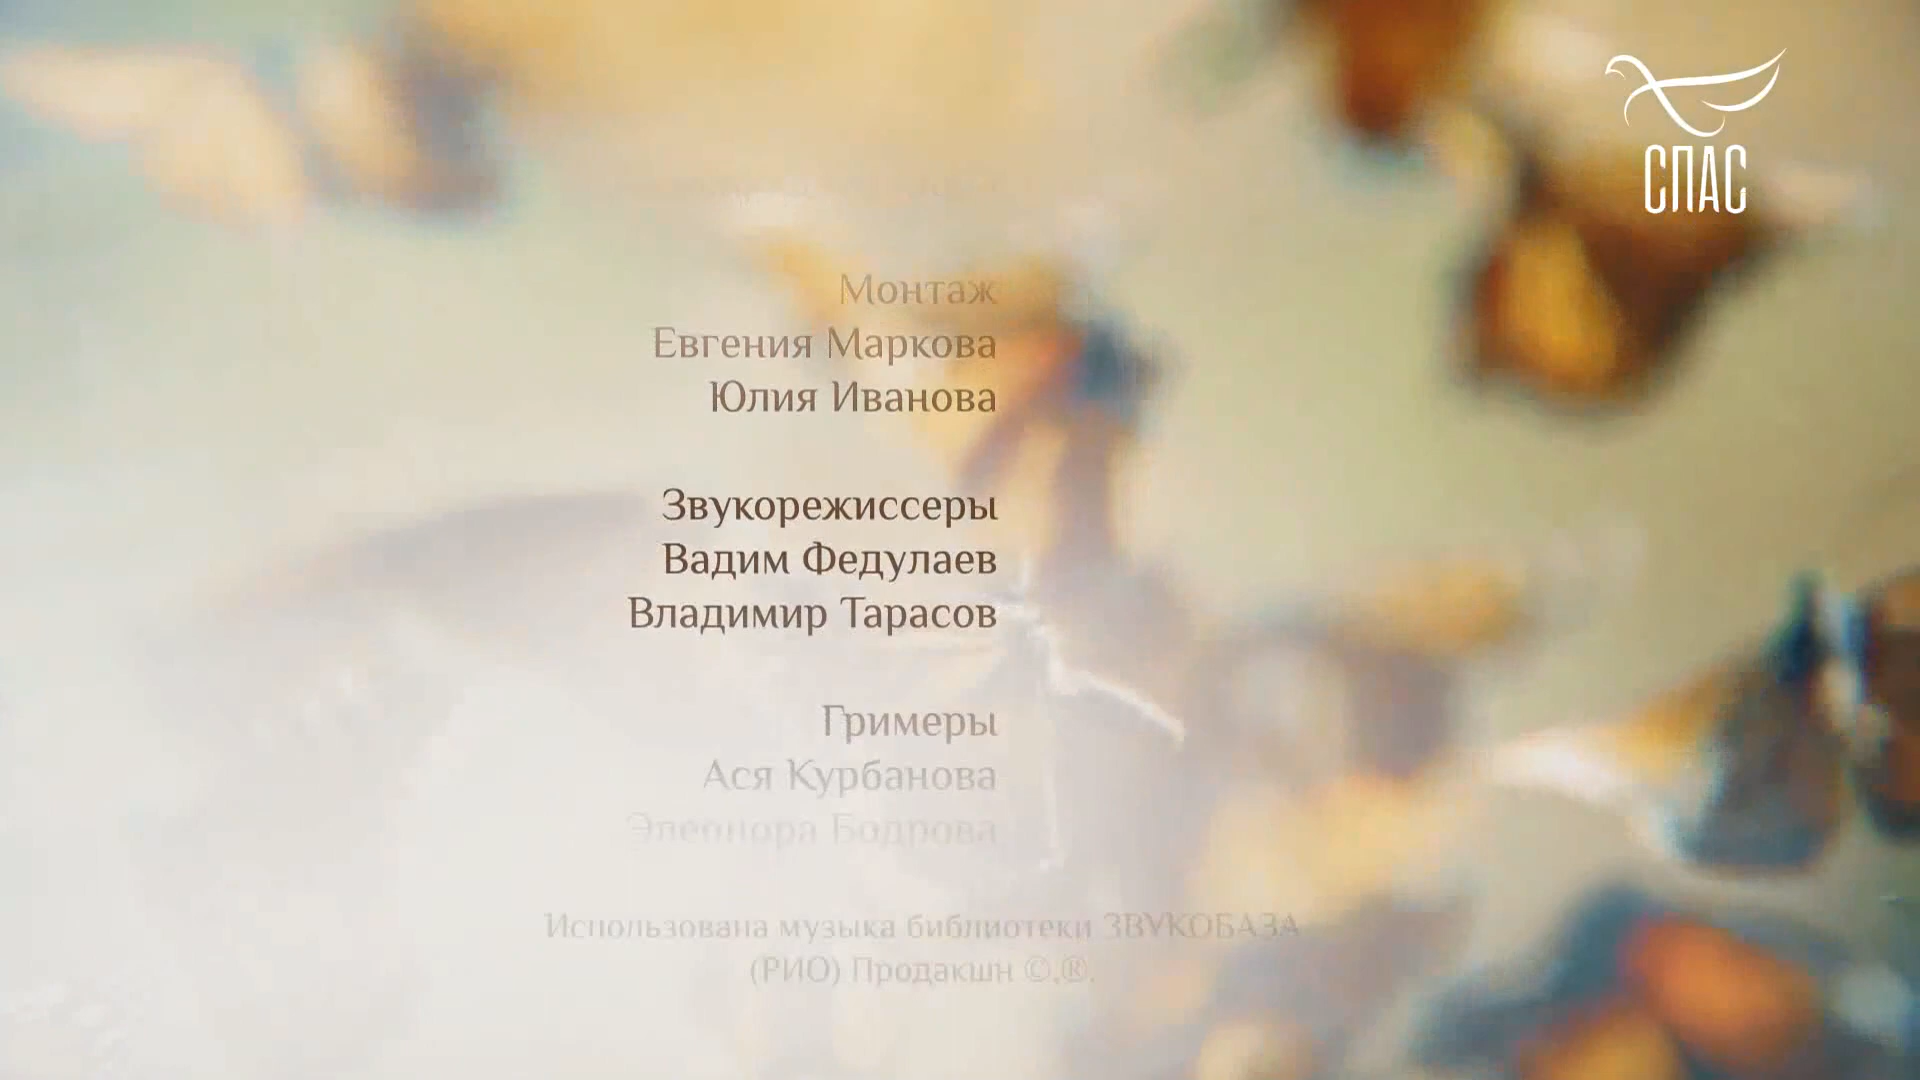 СПАС
Монтаж
Евгения Маркова
Юлия Иванова
Звукорежиссеры
Вадим Федулаев
Владимир Тарасов
Гримеры
Ася Курбанова
Элеонора Бодрова
Использована музыка библиотеки ЗВУКОБАЗА
(РИО) Продакшн ©,®.